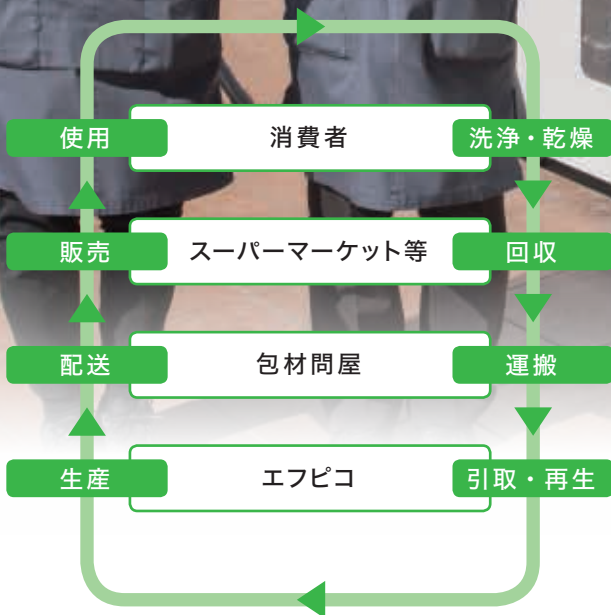 使用 消費者 洗浄・乾燥
販売 スーパーマーケット等 回収
配送 包材問屋 運搬
生産 エフピコ 引取・再生